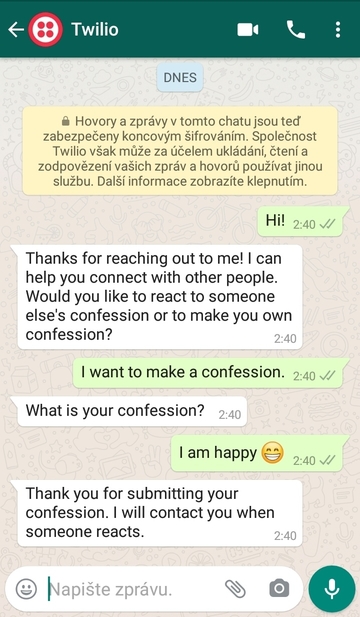 Twilio
DNES
Hovory a zprávy v tomto chatu jsou teď
zabezpečeny koncovým šifrováním. Společnost
Twilio však může za účelem ukládání, čtení a
zodpovězení vašich zpráv a hovorů používat jinou
službu. Další informace zobrazíte klepnutím.
Hi! 2:40
Thanks for reaching out to me! I can
help you connect with other people.
Would you like to react to someone
else's confession or to make you own
confession? 2:40
I want to make a confession. 2:40
What is your confession? 2:40
I am happy 😁 2:40
Thank you for submitting your
confession. I will contact you when
someone reacts. 2:40
Napište zprávu.